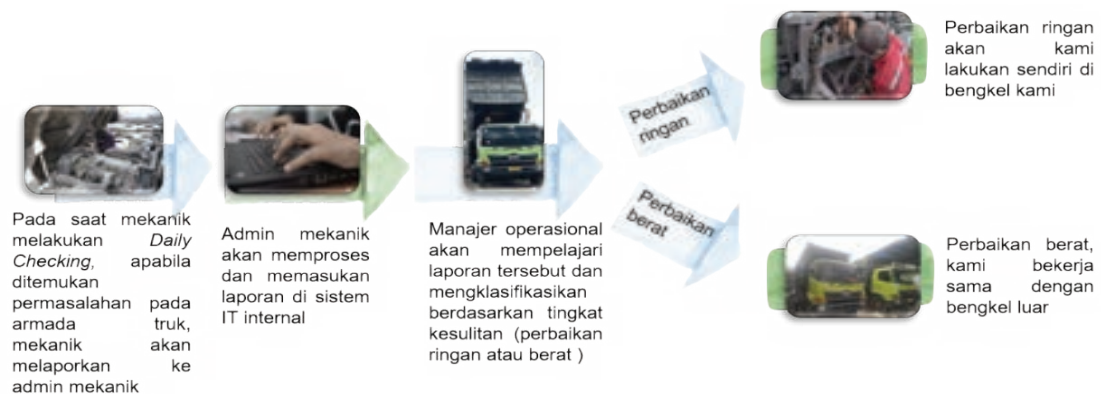 Pada saat mekanik
melakukan Daily
Checking, apabila
ditemukan
permasalahan pada
armada truk,
mekanik akan
melaporkan ke
admin mekanik
Admin mekanik
akan memproses
dan memasukan
laporan di sistem
IT internal
Manajer operasional
akan mempelajari
laporan tersebut dan
mengklasifikasikan
berdasarkan tingkat
kesulitan (perbaikan
ringan atau berat )
Perbaikan
ringan
Perbaikan
berat
Perbaikan ringan
akan kami
lakukan sendiri di
bengkel kami
Perbaikan berat,
kami bekerja
sama dengan
bengkel luar